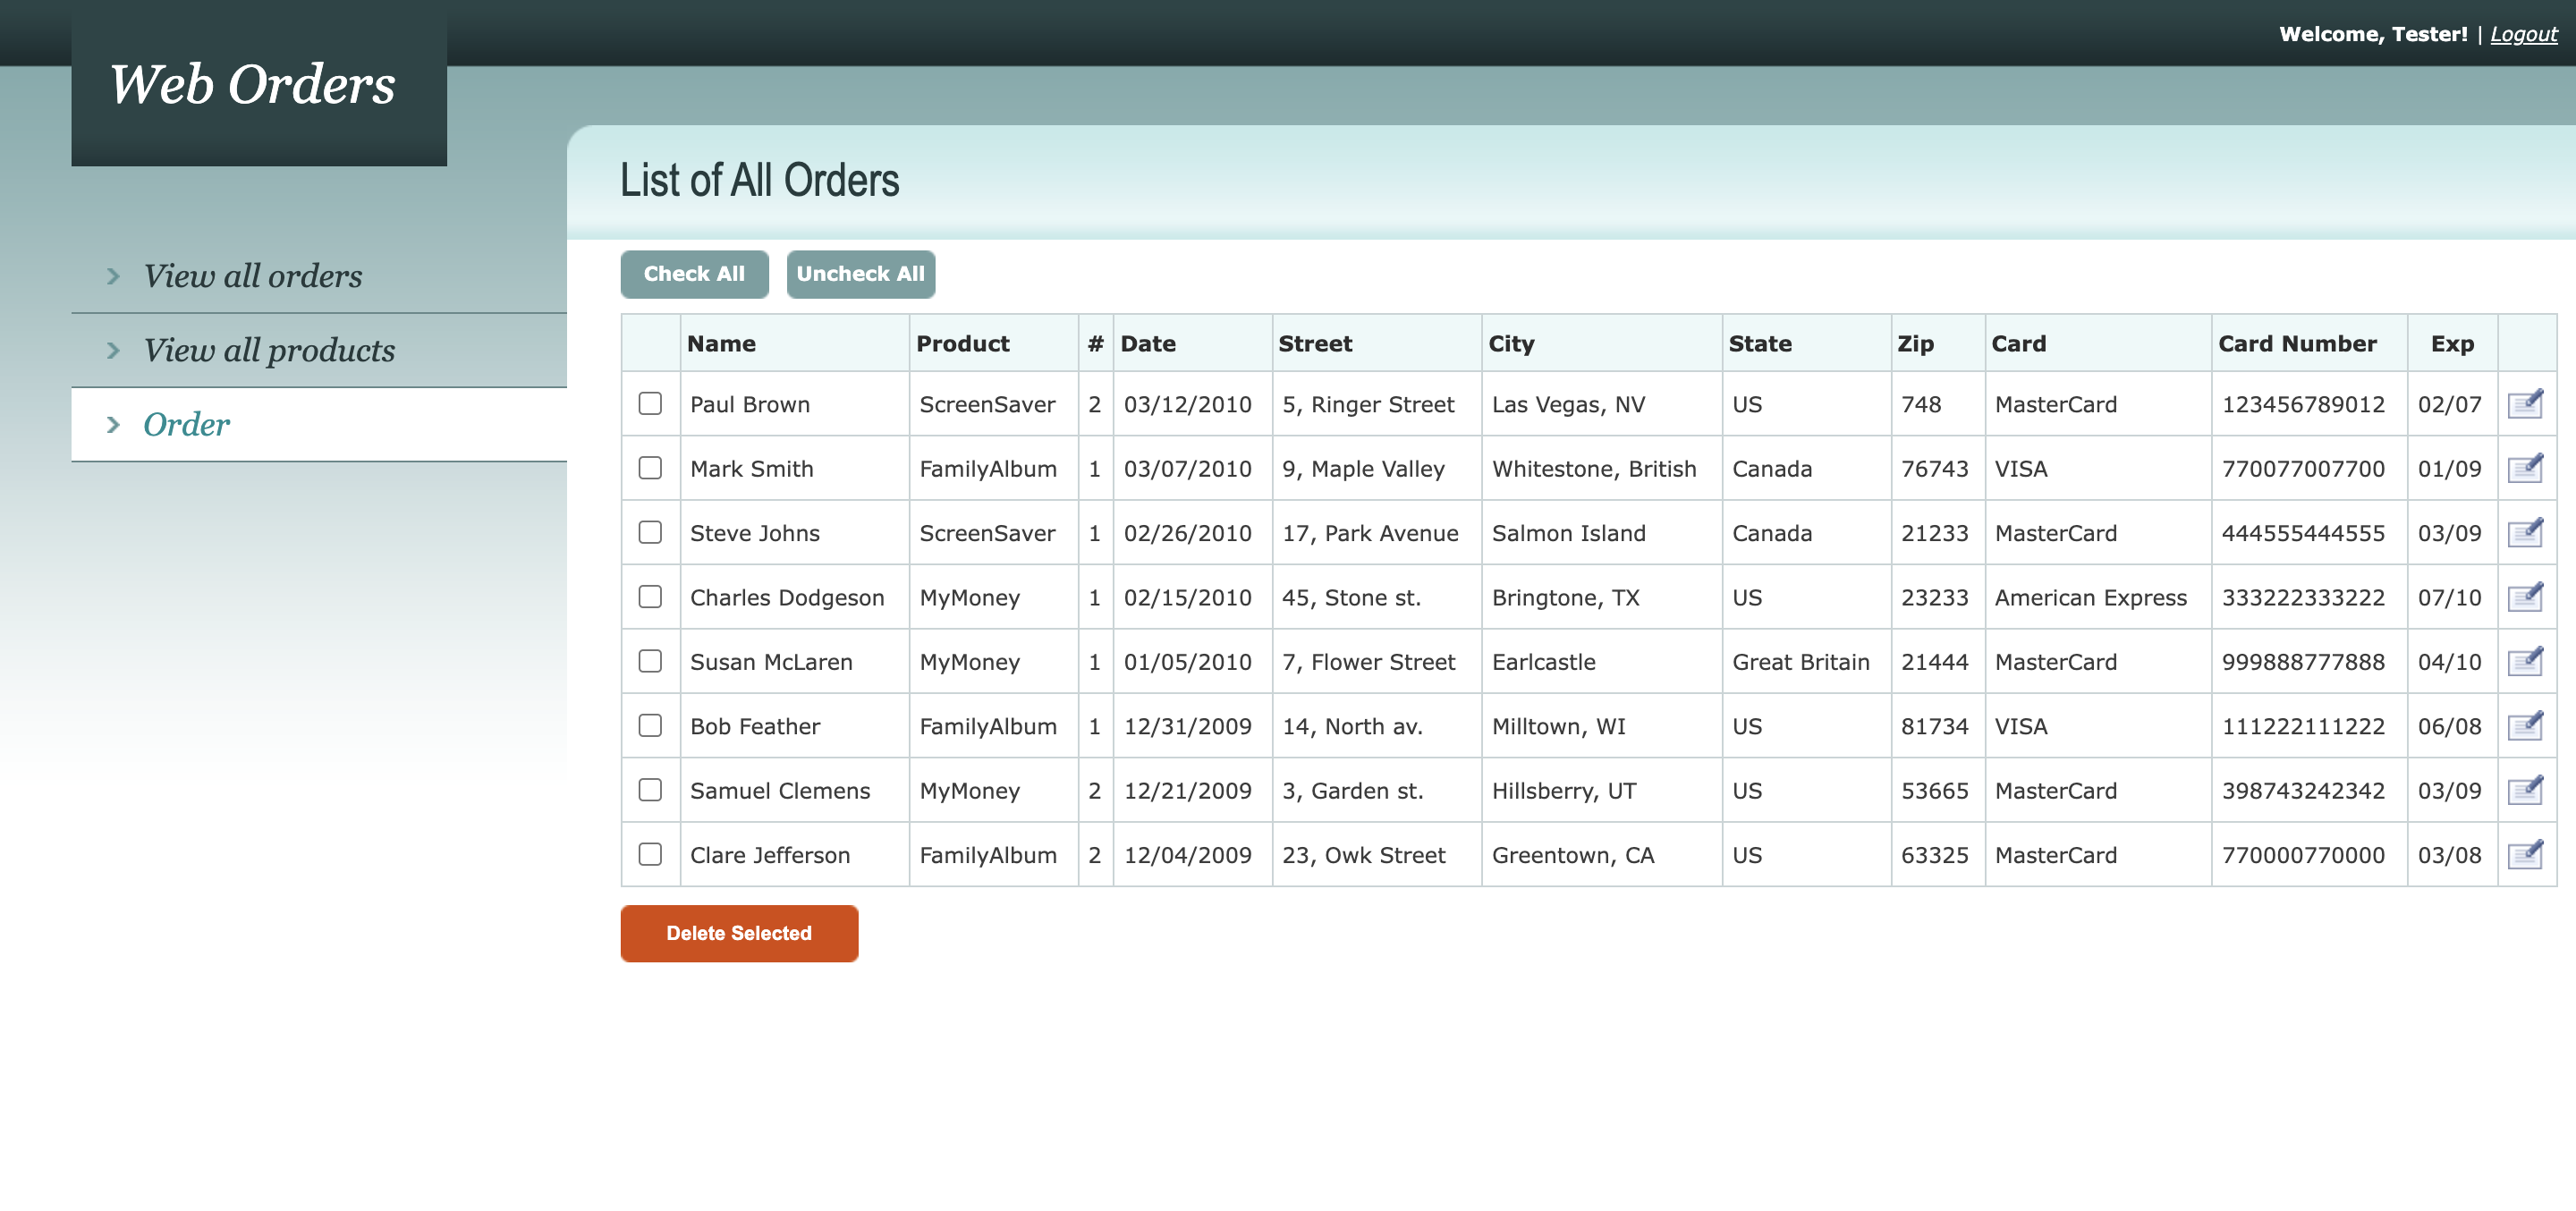 Welcome, Tester! | Logout
Web Orders
List of All Orders
View all orders
View all products
Order
Check All Uncheck All
Name Product # Date Street City State Zip Card Card Number Exp
Paul Brown ScreenSaver 2 03/12/2010 5, Ringer Street Las Vegas, NV US 748 MasterCard 123456789012 02/07
Mark Smith FamilyAlbum 1 03/07/2010 9, Maple Valley Whitestone, British Canada 76743 VISA 770077007700 01/09
Steve Johns ScreenSaver 1 02/26/2010 17, Park Avenue Salmon Island Canada 21233 MasterCard 444555444555 03/09
Charles Dodgeson MyMoney 1 02/15/2010 45, Stone st. Bringtone, TX US 23233 American Express 333222333222 07/10
Susan McLaren MyMoney 1 01/05/2010 7, Flower Street Earlcastle Great Britain 21444 MasterCard 999888777888 04/10
Bob Feather FamilyAlbum 1 12/31/2009 14, North av. Milltown, WI US 81734 VISA 111222111222 06/08
Samuel Clemens MyMoney 2 12/21/2009 3, Garden st. Hillsberry, UT US 53665 MasterCard 398743242342 03/09
Clare Jefferson FamilyAlbum 2 12/04/2009 23, Owk Street Greentown, CA US 63325 MasterCard 770000770000 03/08
Delete Selected